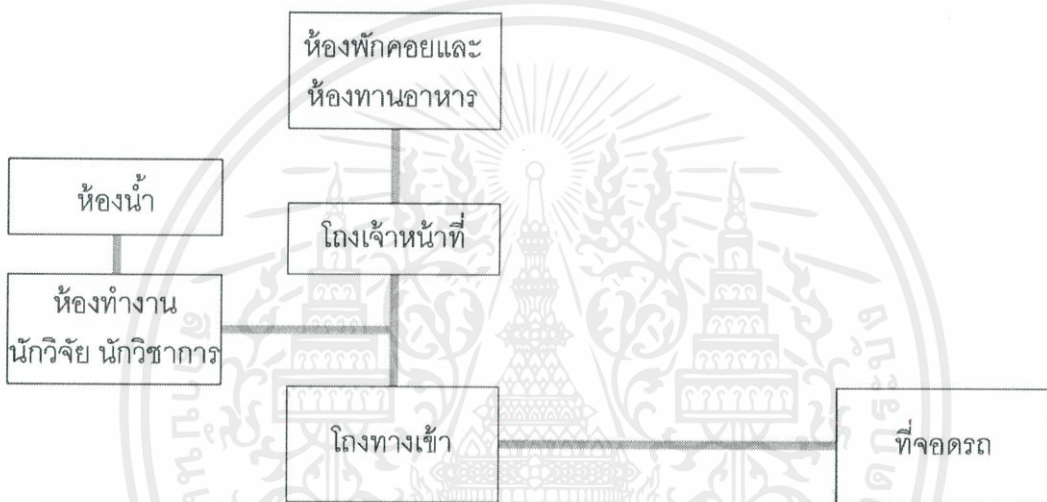 ห้องพักคอยและ
ห้องทานอาหาร
ห้องน้ำ
โถงเจ้าหน้าที่
ห้องทำงาน
นักวิจัย นักวิชาการ
โถงทางเข้า
ที่จอดรถ